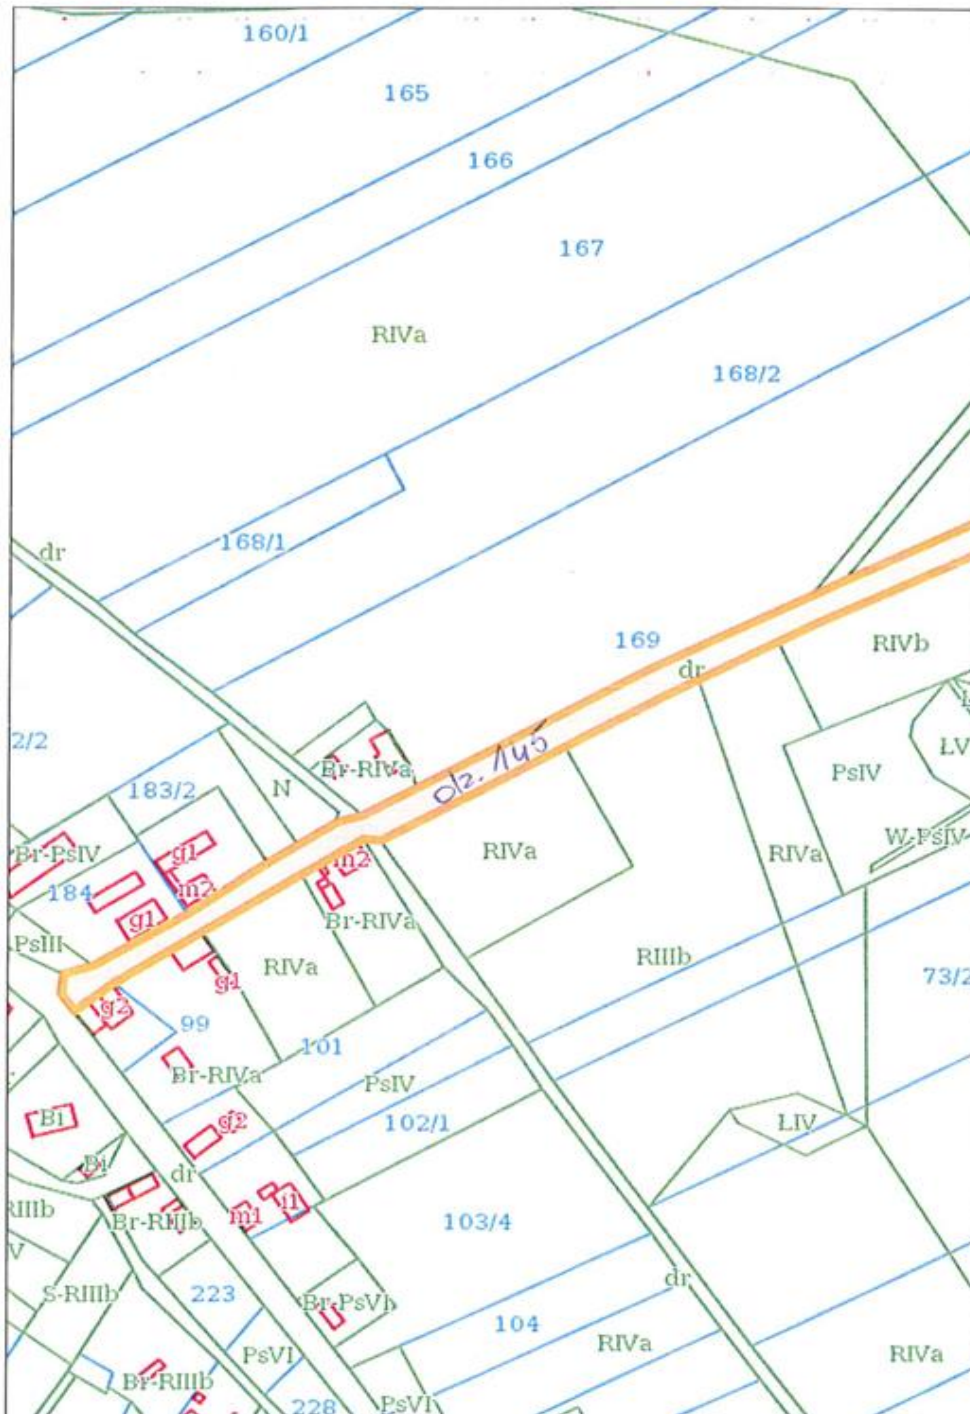 160/1
165
166
167
RIVa
168/2
168/1
dr
169
dr
RIVb
2/2
Br-RIVa
dz. 145
183/2
N
PsIV
ŁV
W-PsIV
Br-PsIV
g1
m2
RIVa
RIVa
184
m2
g1
Br-RIVa
PsIII
RIVa
RIIIb
g1
73/2
g2
99
101
Br-RIVa
PsIV
Bi
g2
102/1
ŁIV
Bi
dr
RIIIb
Br-RIIIb
m1
i1
103/4
V
S-RIIIb
223
Br-PsVI
dr
104
RIVa
PsVI
RIVa
Br-RIIIb
228
PsVI